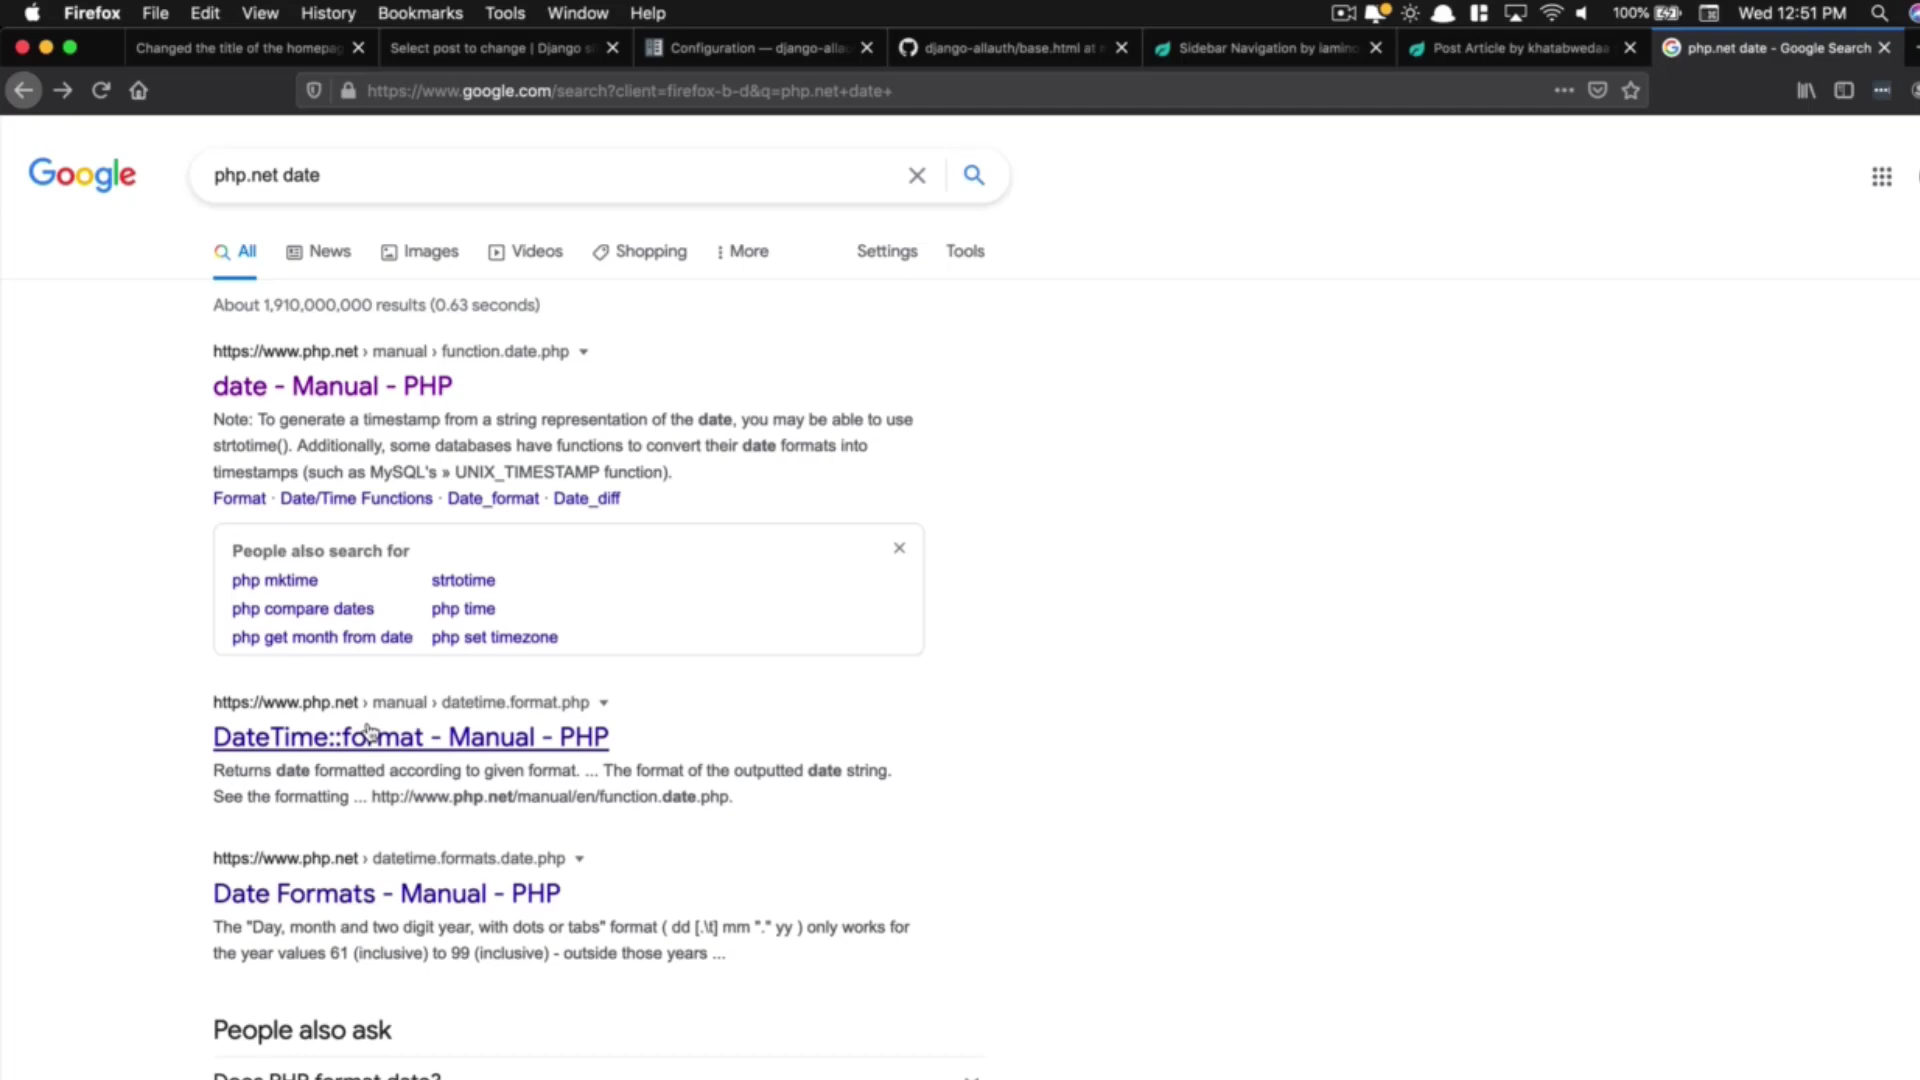 Firefox File Edit View History Bookmarks Tools Window Help 100% Wed 12:51 PM
Changed the title of the homepag
Select post to change | Django s
Configuration — django-alla
django-allauth/base.html at
Sidebar Navigation by iamino
Post Article by khatabwedaa
php.net date - Google Search
https://www.google.com/search?client=firefox-b-d&q=php.net+date+
Google
php.net date
All News Images Videos Shopping More Settings Tools
About 1,910,000,000 results (0.63 seconds)
https://www.php.net › manual › function.date.php
date - Manual - PHP
Note: To generate a timestamp from a string representation of the date, you may be able to use
strtotime(). Additionally, some databases have functions to convert their date formats into
timestamps (such as MySQL's » UNIX_TIMESTAMP function).
Format · Date/Time Functions · Date_format · Date_diff
People also search for
php mktime strtotime
php compare dates php time
php get month from date php set timezone
https://www.php.net › manual › datetime.format.php
DateTime::format - Manual - PHP
Returns date formatted according to given format. ... The format of the outputted date string.
See the formatting ... http://www.php.net/manual/en/function.date.php.
https://www.php.net › datetime.formats.date.php
Date Formats - Manual - PHP
The "Day, month and two digit year, with dots or tabs" format ( dd [.\t] mm "." yy ) only works for
the year values 61 (inclusive) to 99 (inclusive) - outside those years ...
People also ask
Does PHP format date?